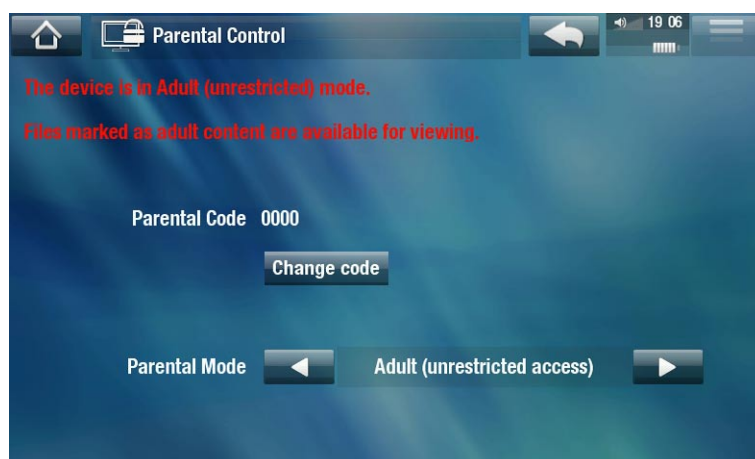 Parental Control
19 06
The device is in Adult (unrestricted) mode.
Files marked as adult content are available for viewing.
Parental Code 0000
Change code
Parental Mode Adult (unrestricted access)